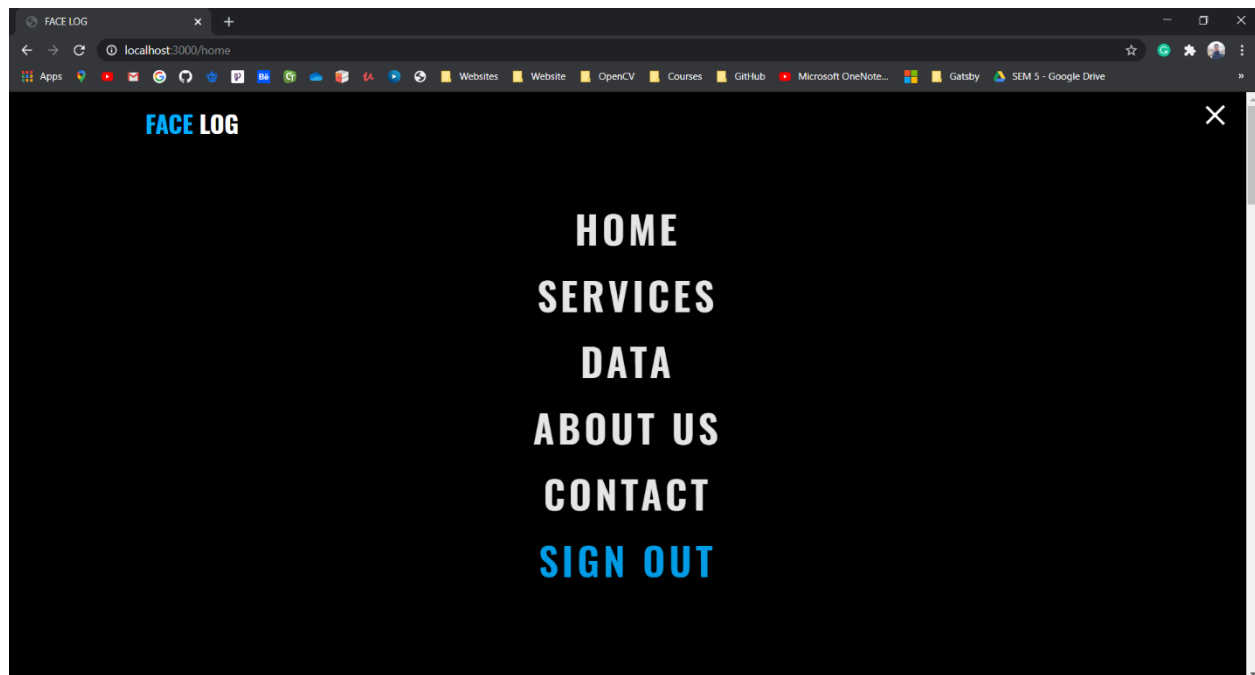 FACE LOG
localhost:3000/home
Apps Websites Website OpenCV Courses GitHub Microsoft OneNote... Gatsby SEM 5 - Google Drive »
FACE LOG
HOME
SERVICES
DATA
ABOUT US
CONTACT
SIGN OUT